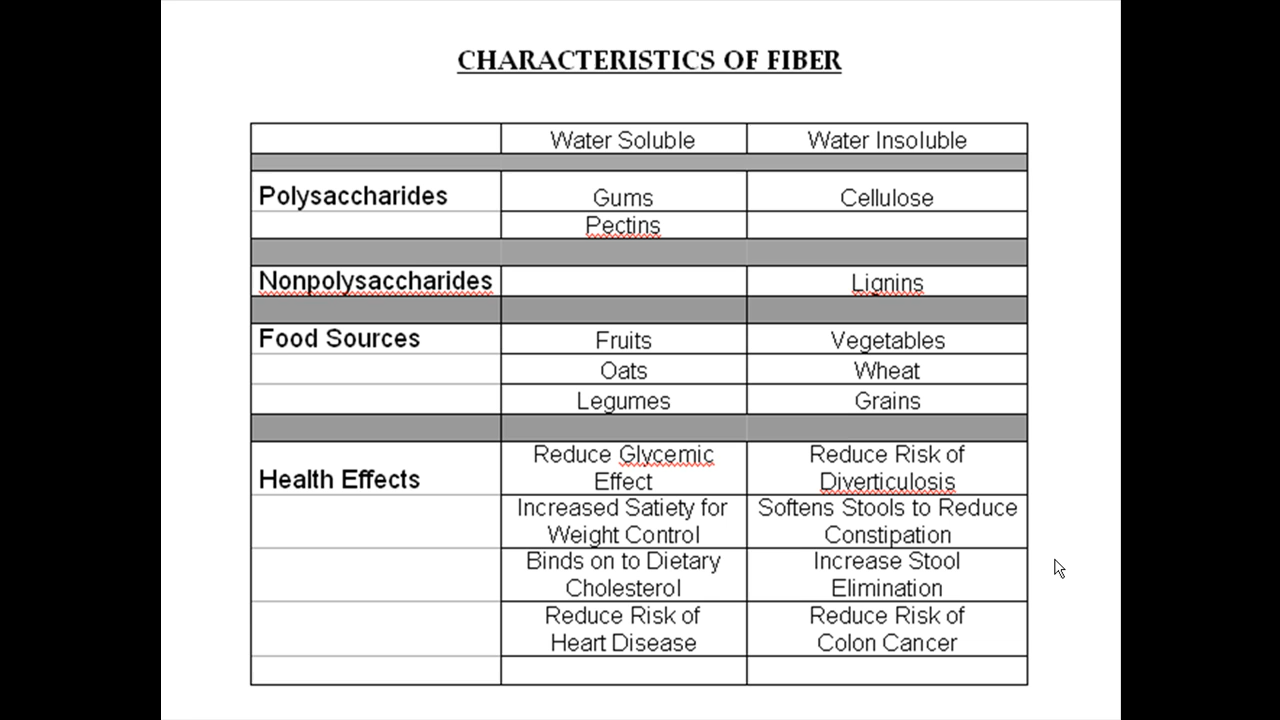 CHARACTERISTICS OF FIBER
Water Soluble Water Insoluble
Polysaccharides Gums Cellulose
Pectins
Nonpolysaccharides Lignins
Food Sources Fruits Vegetables
Oats Wheat
Legumes Grains
Reduce Glycemic Reduce Risk of
Health Effects Effect Diverticulosis
Increased Satiety for Softens Stools to Reduce
Weight Control Constipation
Binds on to Dietary Increase Stool
Cholesterol Elimination
Reduce Risk of Reduce Risk of
Heart Disease Colon Cancer